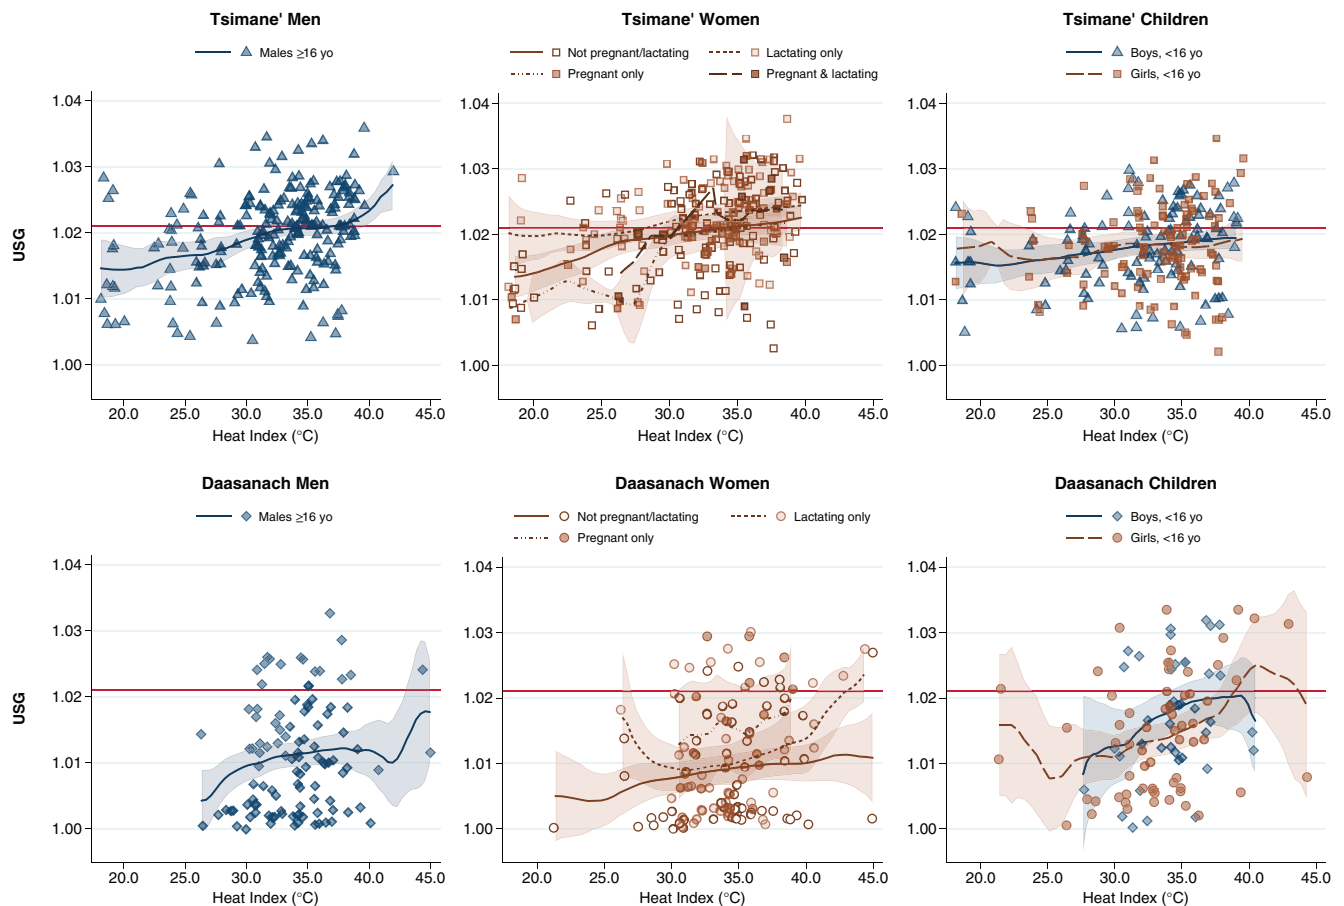 Tsimane' Men
Males ≥16 yo
1.04
1.03
1.02
1.01
1.00
USG
20.0 25.0 30.0 35.0 40.0 45.0
Heat Index (°C)
Tsimane' Women
Not pregnant/lactating Lactating only
Pregnant only Pregnant & lactating
1.04
1.03
1.02
1.01
1.00
20.0 25.0 30.0 35.0 40.0 45.0
Heat Index (°C)
Tsimane' Children
Boys, <16 yo
Girls, <16 yo
1.04
1.03
1.02
1.01
1.00
20.0 25.0 30.0 35.0 40.0 45.0
Heat Index (°C)
Daasanach Men
Males ≥16 yo
1.04
1.03
1.02
1.01
1.00
USG
20.0 25.0 30.0 35.0 40.0 45.0
Heat Index (°C)
Daasanach Women
Not pregnant/lactating Lactating only
Pregnant only
1.04
1.03
1.02
1.01
1.00
20.0 25.0 30.0 35.0 40.0 45.0
Heat Index (°C)
Daasanach Children
Boys, <16 yo
Girls, <16 yo
1.04
1.03
1.02
1.01
1.00
20.0 25.0 30.0 35.0 40.0 45.0
Heat Index (°C)